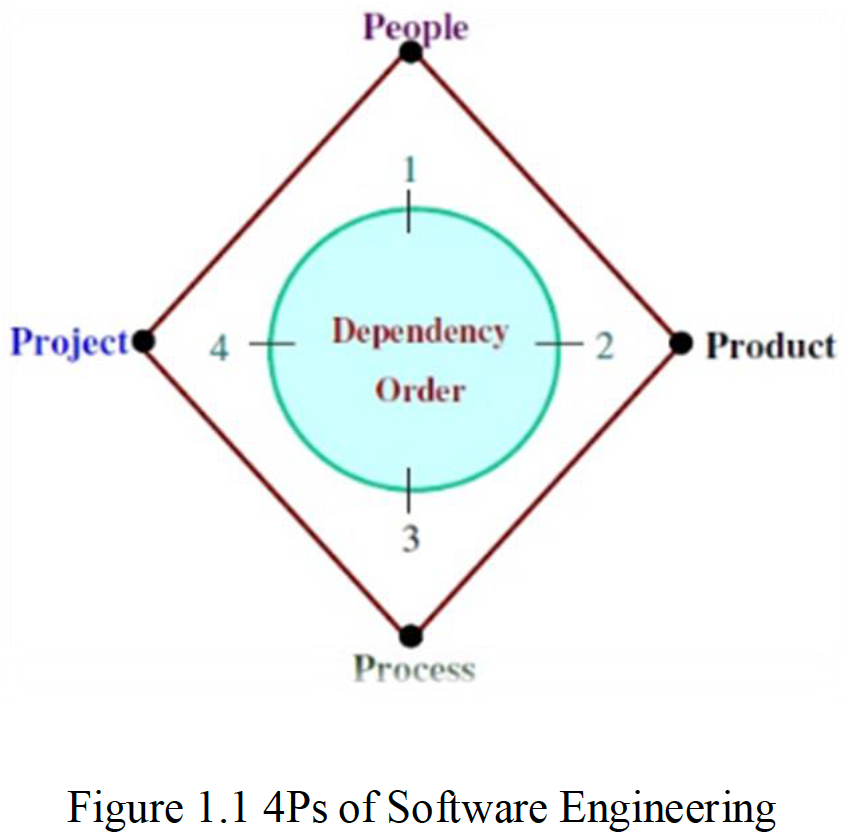 People
1
Dependency
Project 4 2 Product
Order
3
Process
Figure 1.1 4Ps of Software Engineering